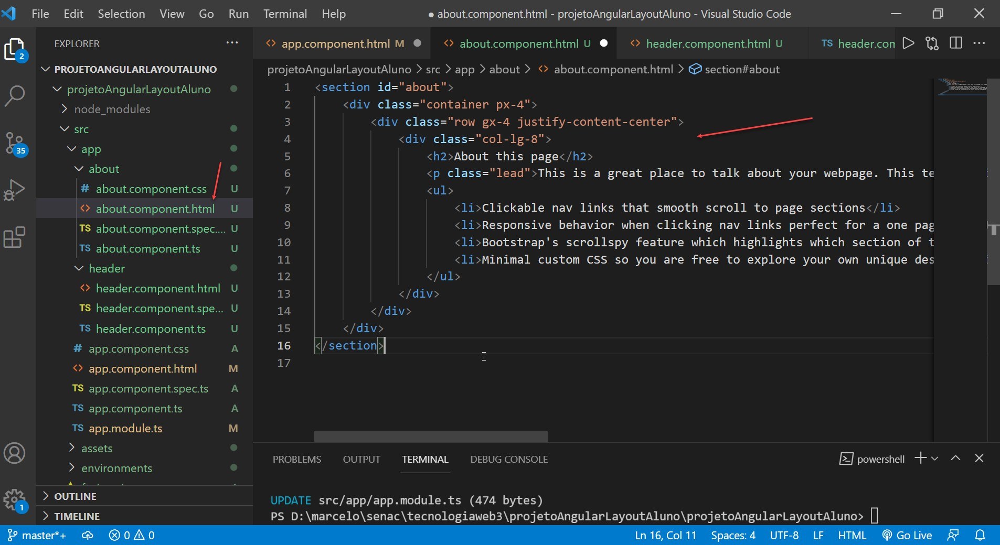 File Edit Selection View Go Run Terminal Help ● about.component.html - projetoAngularLayoutAluno - Visual Studio Code
EXPLORER ...
2
35
1
PROJETOANGULARLAYOUTALUNO
projetoAngularLayoutAluno
node_modules
src
app
about
# about.component.css U
<> about.component.html U
TS about.component.spec.... U
TS about.component.ts U
header
<> header.component.html U
TS header.component.spe... U
TS header.component.ts U
# app.component.css A
<> app.component.html M
TS app.component.spec.ts A
TS app.component.ts A
TS app.module.ts M
assets
environments
OUTLINE
TIMELINE
<> app.component.html M <> about.component.html U <> header.component.html U TS header.com ...
projetoAngularLayoutAluno > src > app > about > <> about.component.html > section#about
1 <section id="about">
2 <div class="container px-4">
3 <div class="row gx-4 justify-content-center">
4 <div class="col-lg-8">
5 <h2>About this page</h2>
6 <p class="lead">This is a great place to talk about your webpage. This te
7 <ul>
8 <li>Clickable nav links that smooth scroll to page sections</li>
9 <li>Responsive behavior when clicking nav links perfect for a one pag
10 <li>Bootstrap's scrollspy feature which highlights which section of t
11 <li>Minimal custom CSS so you are free to explore your own unique des
12 </ul>
13 </div>
14 </div>
15 </div>
16 </section>
17
PROBLEMS OUTPUT TERMINAL DEBUG CONSOLE powershell
UPDATE src/app/app.module.ts (474 bytes)
PS D:\marcelo\senac\tecnologiaweb3\projetoAngularLayoutAluno\projetoAngularLayoutAluno>
master*+ 0 0 Ln 16, Col 11 Spaces: 4 UTF-8 LF HTML Go Live